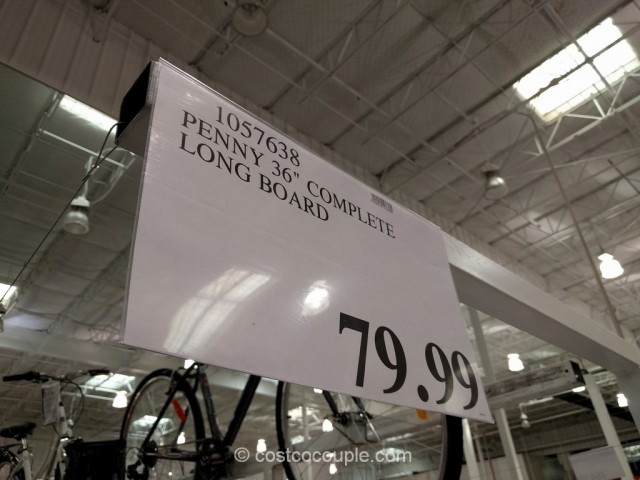 1057638
PENNY 36" COMPLETE
LONG BOARD
79.99
© costcocouple.com